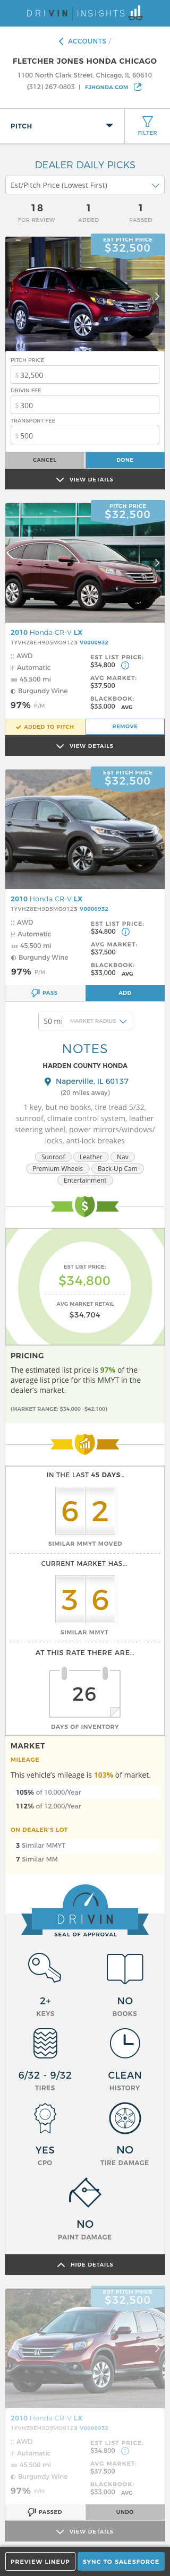 DRIVIN INSIGHTS
ACCOUNTS /
FLETCHER JONES HONDA CHICAGO
1100 North Clark Street, Chicago, IL 60610
(312) 267-0803 | FJHONDA.COM
PITCH
FILTER
DEALER DAILY PICKS
Est/Pitch Price (Lowest First)
18 1 1
FOR REVIEW ADDED PASSED
EST PITCH PRICE
$32,500
PITCH PRICE
$ 32,500
DRIVIN FEE
$ 300
TRANSPORT FEE
$ 500
CANCEL DONE
VIEW DETAILS
PITCH PRICE
$32,500
2010 Honda CR-V LX
1YVHZ8EH9D5MO9123 V0000932
AWD
Automatic
45,500 mi
Burgundy Wine
97% P/M
EST LIST PRICE:
$34,800
AVG MARKET:
$37,500
BLACKBOOK:
$33,000 AVG
ADDED TO PITCH REMOVE
VIEW DETAILS
EST PITCH PRICE
$32,500
2010 Honda CR-V LX
1YVHZ8EH9D5MO9123 V0000932
AWD
Automatic
45,500 mi
Burgundy Wine
97% P/M
EST LIST PRICE:
$34,800
AVG MARKET:
$37,500
BLACKBOOK:
$33,000 AVG
PASS ADD
50 mi MARKET RADIUS
NOTES
HARDEN COUNTY HONDA
Naperville, IL 60137
(20 miles away)
1 key, but no books, tire tread 5/32,
sunroof, climate control system, leather
steering wheel, power mirrors/windows/
locks, anti-lock breakes
Sunroof Leather Nav
Premium Wheels Back-Up Cam
Entertainment
$
EST LIST PRICE:
$34,800
AVG MARKET RETAIL
$34,704
PRICING
The estimated list price is 97% of the
average list price for this MMYT in the
dealer's market.
(MARKET RANGE: $34,000 -$42,100)
IN THE LAST 45 DAYS..
6 2
SIMILAR MMYT MOVED
CURRENT MARKET HAS...
3 6
SIMILAR MMYT
AT THIS RATE THERE ARE...
26
DAYS OF INVENTORY
MARKET
MILEAGE
This vehicle's mileage is 103% of market.
105% of 10,000/Year
112% of 12,000/Year
ON DEALER'S LOT
3 Similar MMYT
7 Similar MM
DRIVIN
SEAL OF APPROVAL
2+ NO
KEYS BOOKS
6/32 - 9/32 CLEAN
TIRES HISTORY
YES NO
CPO TIRE DAMAGE
NO
PAINT DAMAGE
HIDE DETAILS
EST PITCH PRICE
$32,500
2010 Honda CR-V LX
1YVHZ8EH9D5MO9123 V0000932
AWD
Automatic
45,500 mi
Burgundy Wine
97% P/M
EST LIST PRICE:
$34,800
AVG MARKET:
$37,500
BLACKBOOK:
$33,000 AVG
PASSED UNDO
VIEW DETAILS
PREVIEW LINEUP SYNC TO SALESFORCE